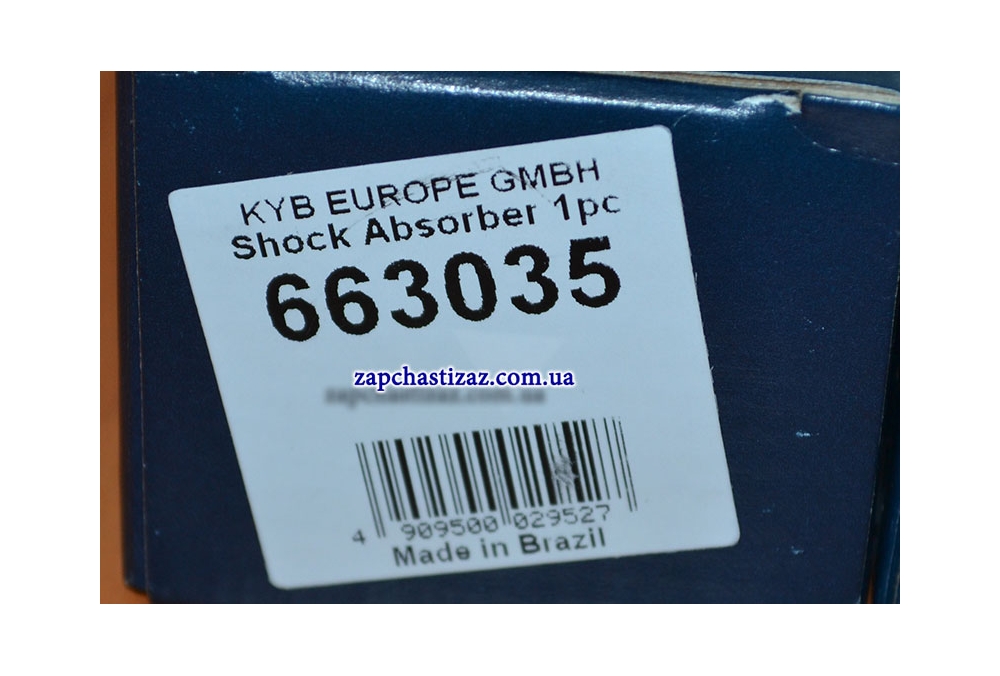 KYB EUROPE GMBH
Shock Absorber 1pc
663035
zapchastizaz.com.ua
4 909500 029527
Made in Brazil